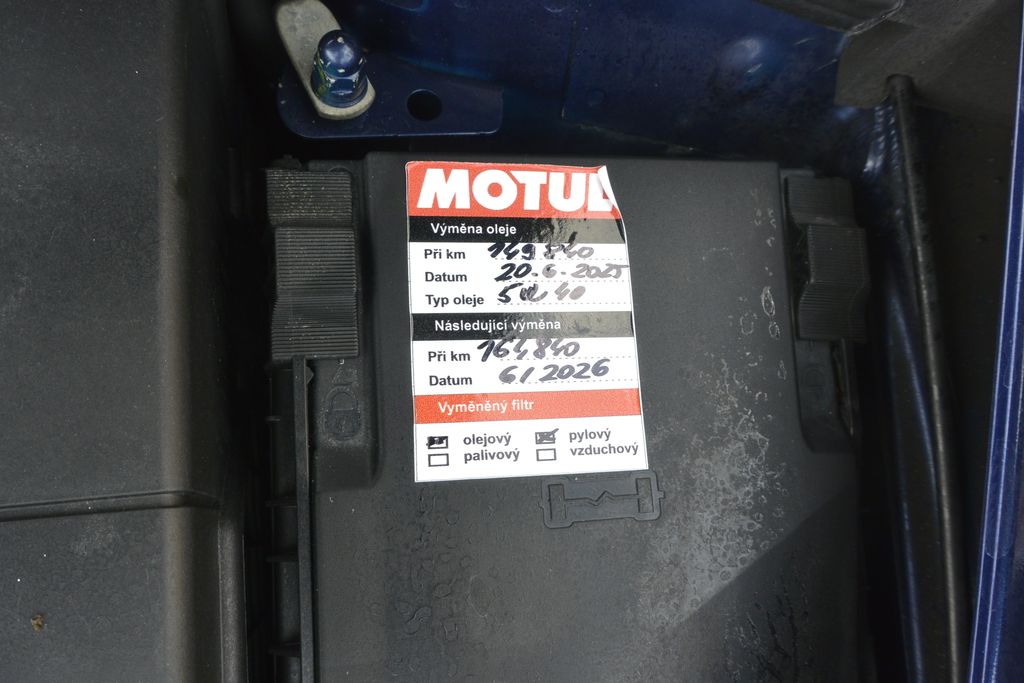 MOTUL
Výměna oleje
Při km 149 840
Datum 20.6.2025
Typ oleje 5W40
Následující výměna
Při km 164 840
Datum 6/2026
Vyměněný filtr
olejový pylový
palivový vzduchový